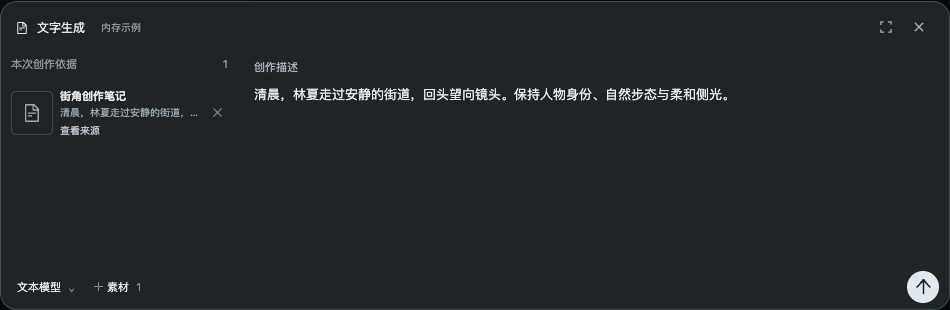 文字生成 内存示例
本次创作依据 1
街角创作笔记
清晨，林夏走过安静的街道，...
查看来源
创作描述
清晨，林夏走过安静的街道，回头望向镜头。保持人物身份、自然步态与柔和侧光。
文本模型 素材 1